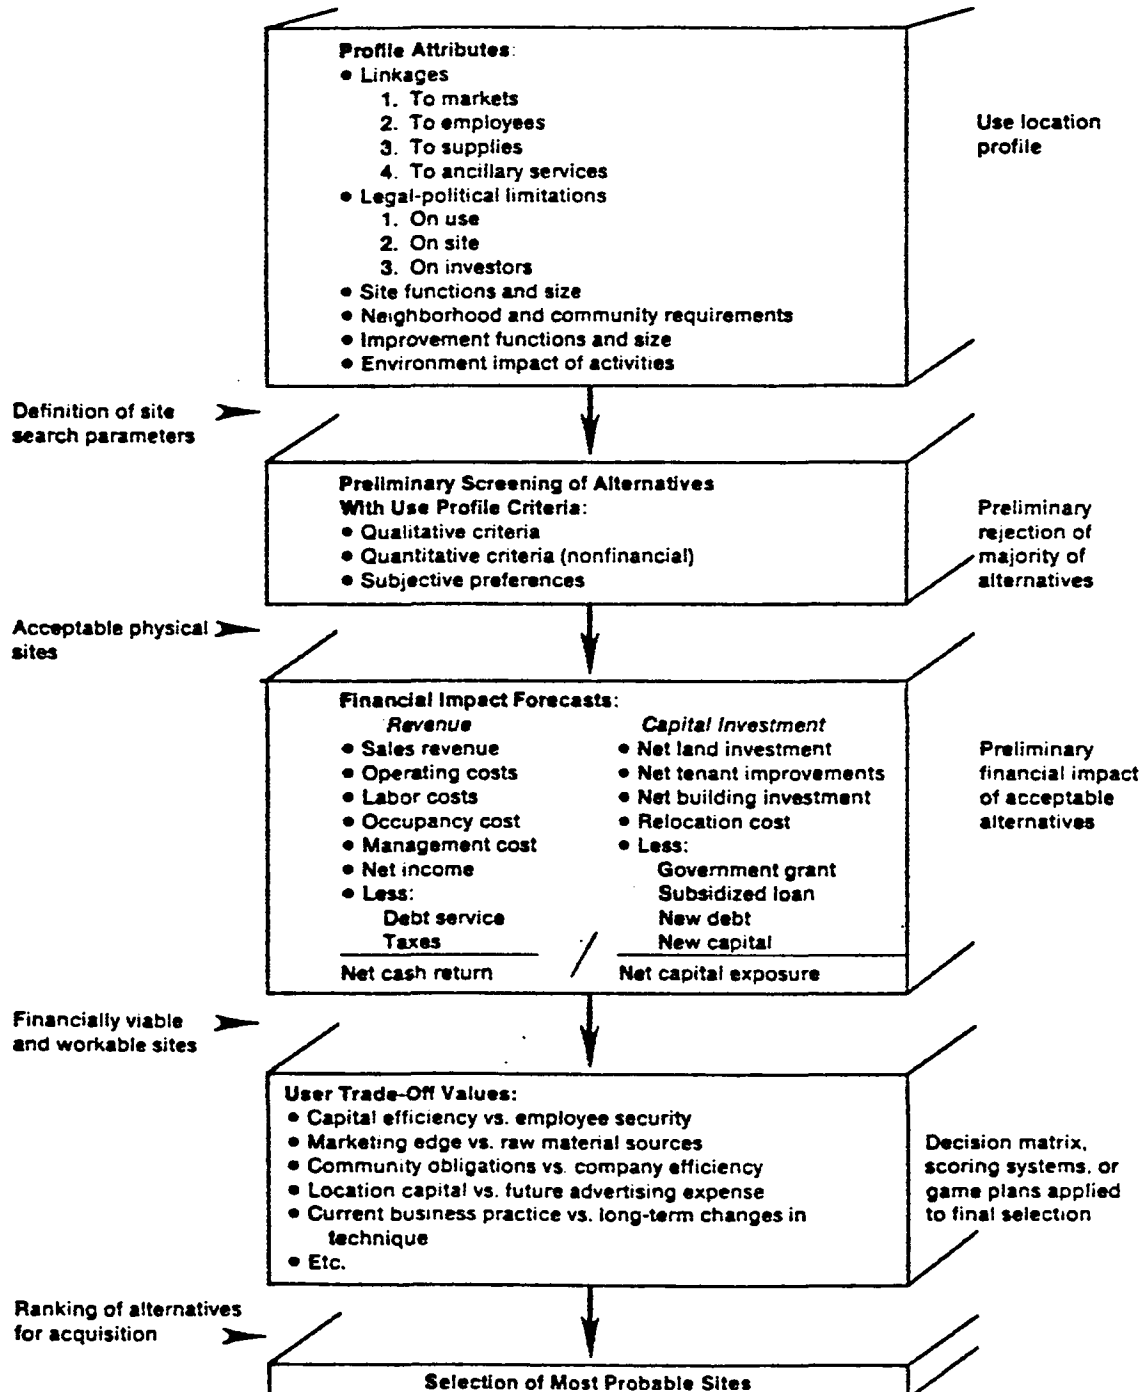 Profile Attributes:
• Linkages
1. To markets
2. To employees
3. To supplies
4. To ancillary services
• Legal-political limitations
1. On use
2. On site
3. On investors
• Site functions and size
• Neighborhood and community requirements
• Improvement functions and size
• Environment impact of activities
Use location
profile
Definition of site
search parameters
Preliminary Screening of Alternatives
With Use Profile Criteria:
• Qualitative criteria
• Quantitative criteria (nonfinancial)
• Subjective preferences
Preliminary
rejection of
majority of
alternatives
Acceptable physical
sites
Financial Impact Forecasts:
Revenue
• Sales revenue
• Operating costs
• Labor costs
• Occupancy cost
• Management cost
• Net income
• Less:
Debt service
Taxes
Net cash return
/
Capital Investment
• Net land investment
• Net tenant improvements
• Net building investment
• Relocation cost
• Less:
Government grant
Subsidized loan
New debt
New capital
Net capital exposure
Preliminary
financial impact
of acceptable
alternatives
Financially viable
and workable sites
User Trade-Off Values:
• Capital efficiency vs. employee security
• Marketing edge vs. raw material sources
• Community obligations vs. company efficiency
• Location capital vs. future advertising expense
• Current business practice vs. long-term changes in
technique
• Etc.
Decision matrix,
scoring systems, or
game plans applied
to final selection
Ranking of alternatives
for acquisition
Selection of Most Probable Sites